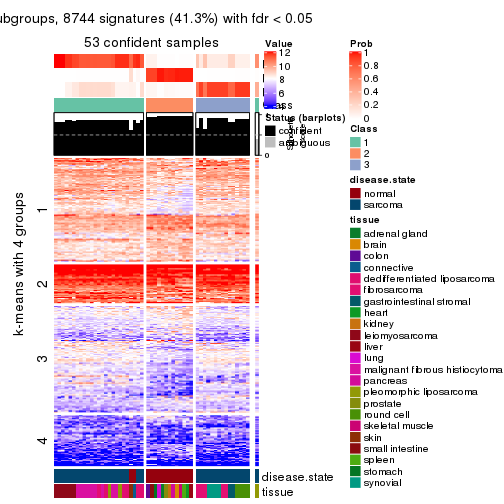 ubgroups, 8744 signatures (41.3%) with fdr < 0.05
53 confident samples
k-means with 4 groups
1
2
3
4
0
disease.state
tissue
Value
12
10
8
6
Status (barplots)
confident
ambiguous
Prob
1
0.8
0.6
0.4
0.2
0
Class
1
2
3
disease.state
normal
sarcoma
tissue
adrenal gland
brain
colon
connective
dedifferentiated liposarcoma
fibrosarcoma
gastrointestinal stromal
heart
kidney
leiomyosarcoma
liver
lung
malignant fibrous histiocytoma
pancreas
pleomorphic liposarcoma
prostate
round cell
skeletal muscle
skin
small intestine
spleen
stomach
synovial